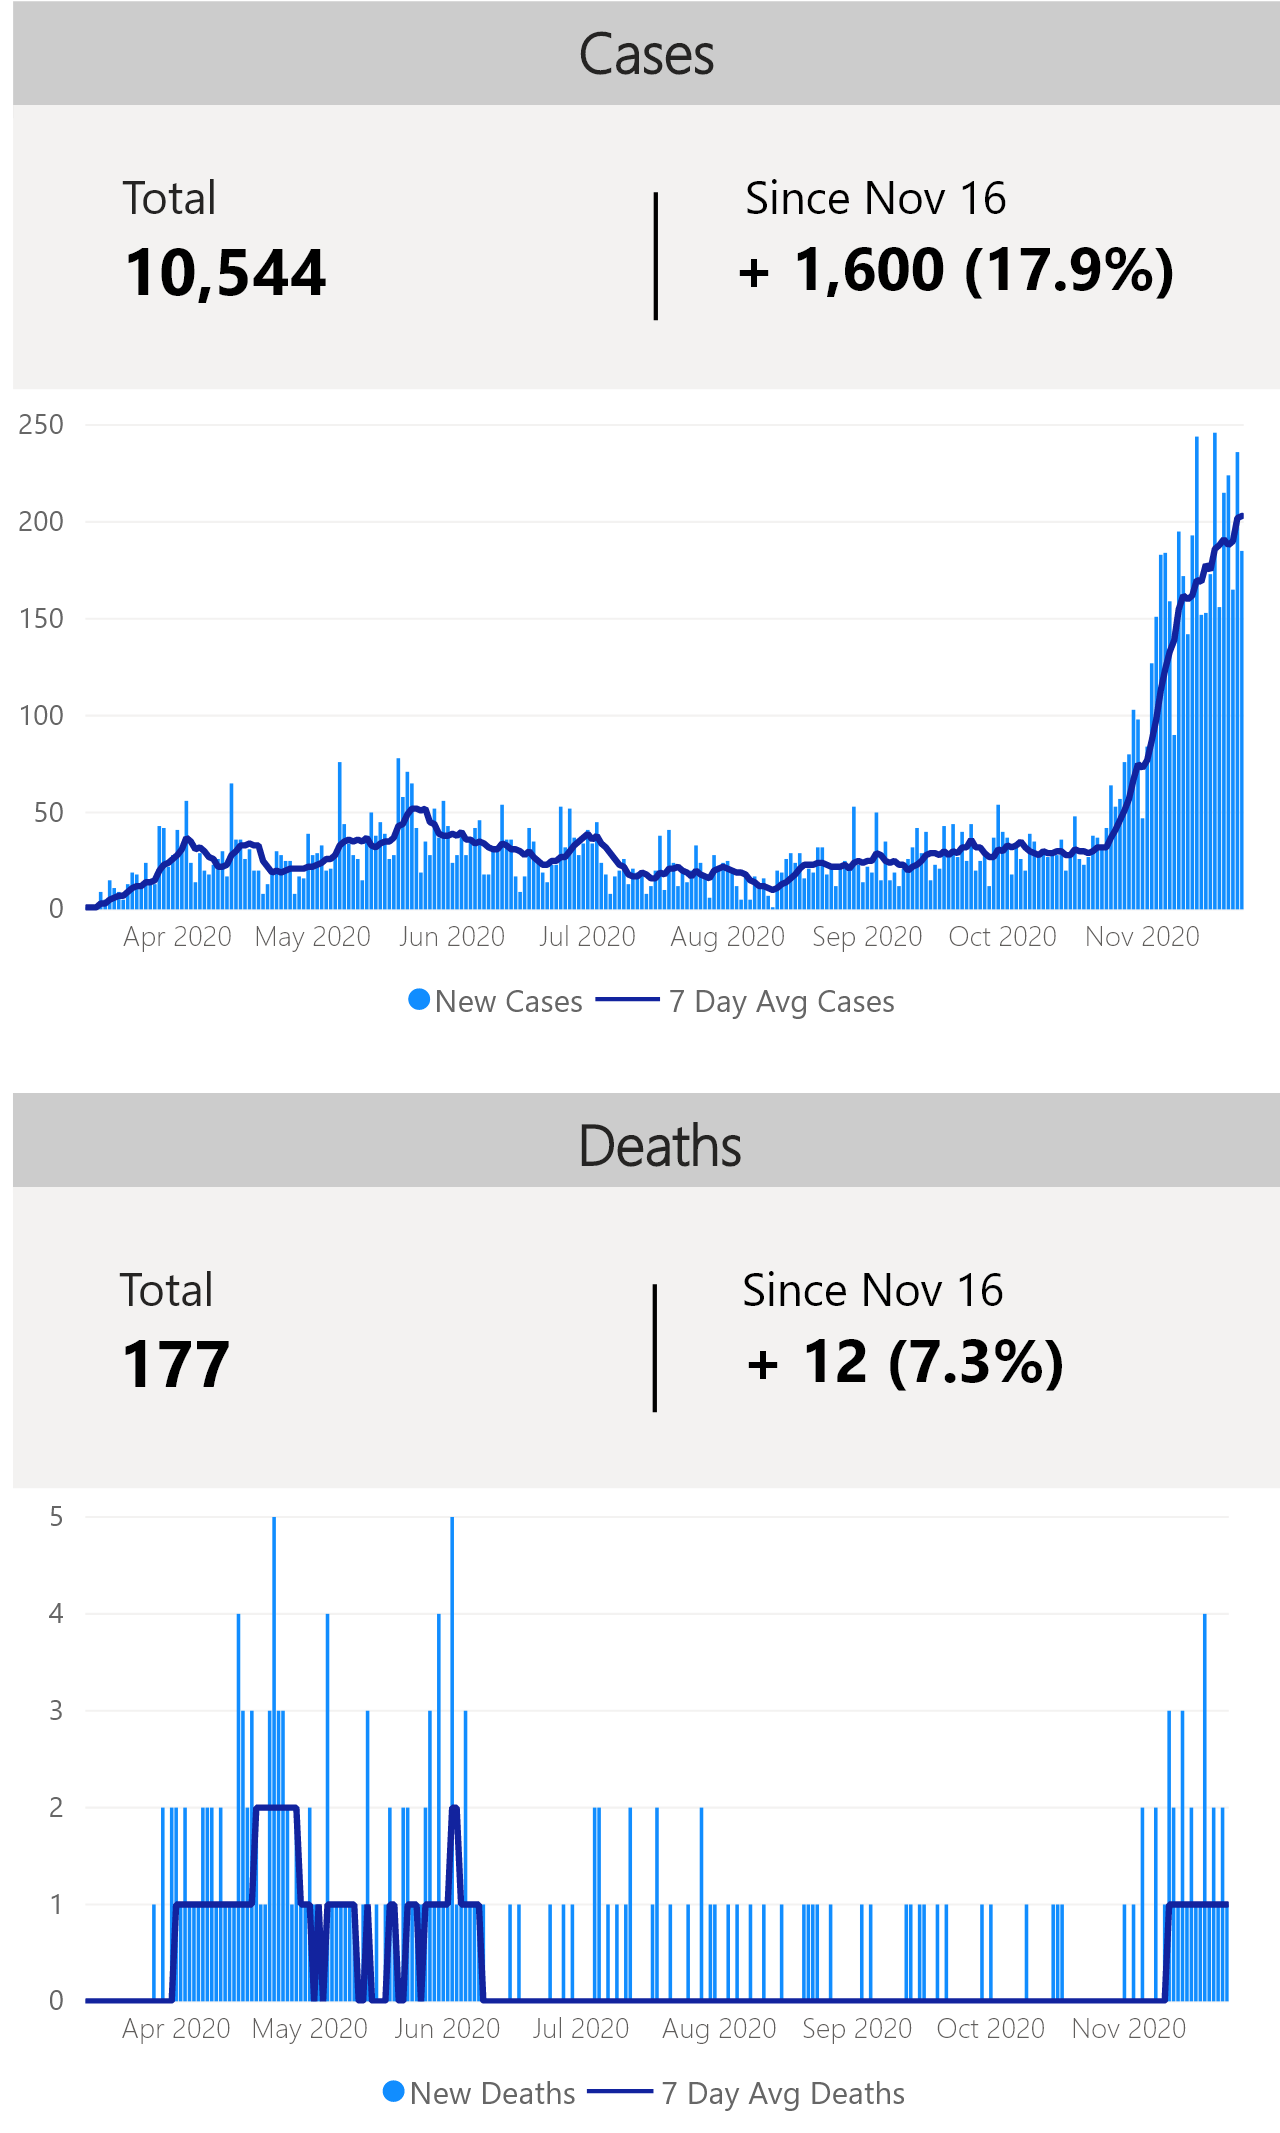 Cases
Total
Since Nov 16
10,544
+ 1,600 (17.9%)
250
200
150
100
50
0
Apr 2020 May 2020 Jun 2020 Jul 2020 Aug 2020 Sep 2020 Oct 2020 Nov 2020
New Cases 7 Day Avg Cases
Deaths
Total
Since Nov 16
177
+ 12 (7.3%)
5
4
3
2
1
0
Apr 2020 May 2020 Jun 2020 Jul 2020 Aug 2020 Sep 2020 Oct 2020 Nov 2020
New Deaths 7 Day Avg Deaths